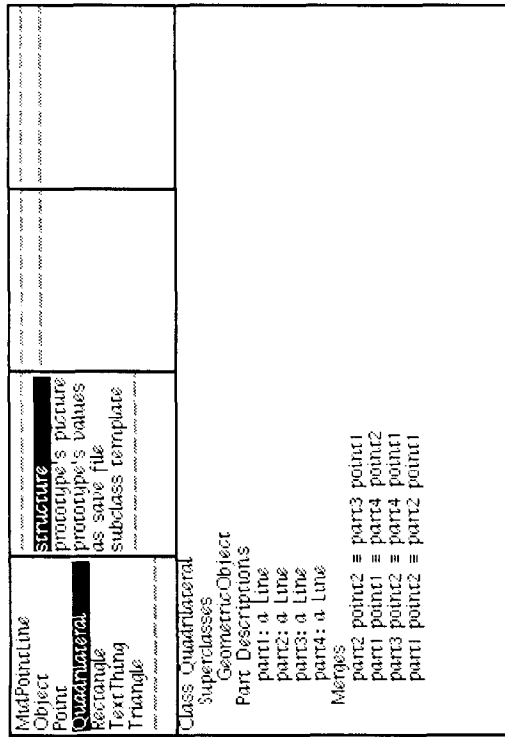 MidPointLine
Object
Point
Quadrilateral
Rectangle
TextThing
Triangle
structure
prototype's picture
prototype's values
as save file
subclass template
Class Quadrilateral
Superclasses
GeometricObject
Part Descriptions
part1: a Line
part2: a Line
part3: a Line
part4: a Line
Merges
part2 point2 ≡ part3 point1
part1 point1 ≡ part4 point2
part3 point2 ≡ part4 point1
part1 point2 ≡ part2 point1